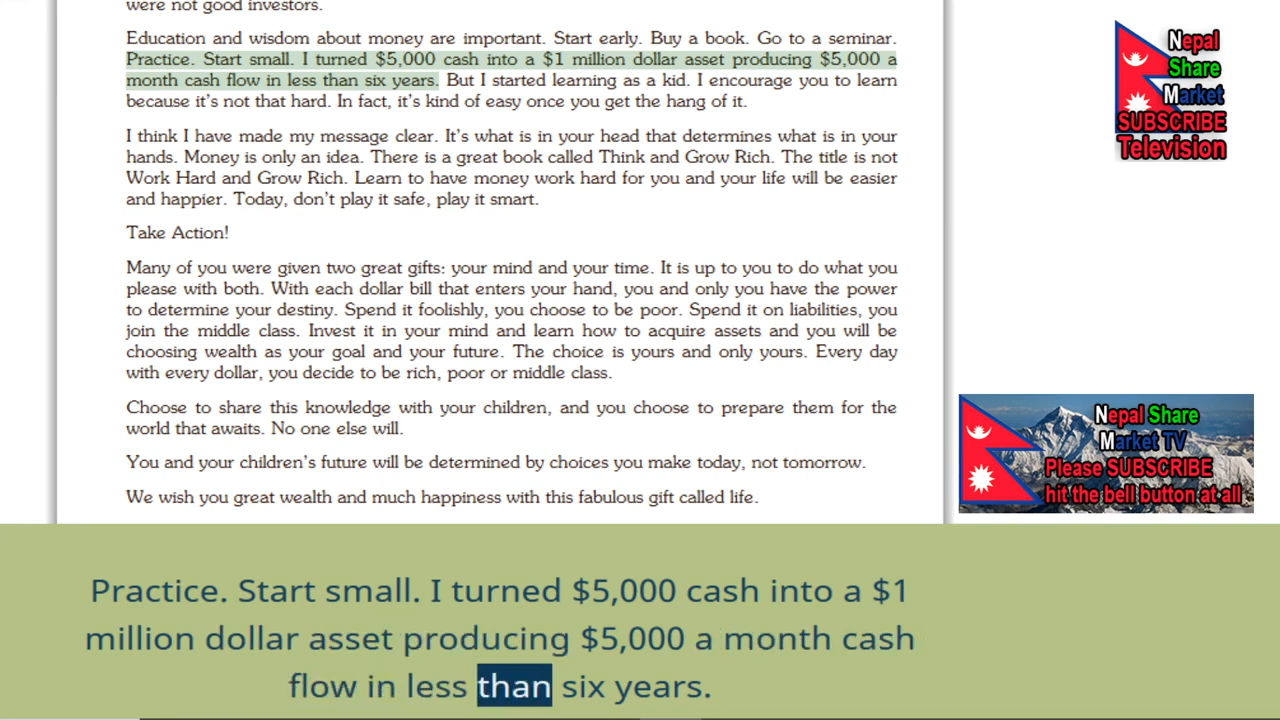 were not good investors.
Education and wisdom about money are important. Start early. Buy a book. Go to a seminar.
Practice. Start small. I turned $5,000 cash into a $1 million dollar asset producing $5,000 a
month cash flow in less than six years. But I started learning as a kid. I encourage you to learn
because it's not that hard. In fact, it's kind of easy once you get the hang of it.
I think I have made my message clear. It's what is in your head that determines what is in your
hands. Money is only an idea. There is a great book called Think and Grow Rich. The title is not
Work Hard and Grow Rich. Learn to have money work hard for you and your life will be easier
and happier. Today, don't play it safe, play it smart.
Take Action!
Many of you were given two great gifts: your mind and your time. It is up to you to do what you
please with both. With each dollar bill that enters your hand, you and only you have the power
to determine your destiny. Spend it foolishly, you choose to be poor. Spend it on liabilities, you
join the middle class. Invest it in your mind and learn how to acquire assets and you will be
choosing wealth as your goal and your future. The choice is yours and only yours. Every day
with every dollar, you decide to be rich, poor or middle class.
Choose to share this knowledge with your children, and you choose to prepare them for the
world that awaits. No one else will.
You and your children's future will be determined by choices you make today, not tomorrow.
We wish you great wealth and much happiness with this fabulous gift called life.
Nepal
Share
Market
SUBSCRIBE
Television
Nepal Share
Market TV
Please SUBSCRIBE
hit the bell button at all
Practice. Start small. I turned $5,000 cash into a $1
million dollar asset producing $5,000 a month cash
flow in less than six years.